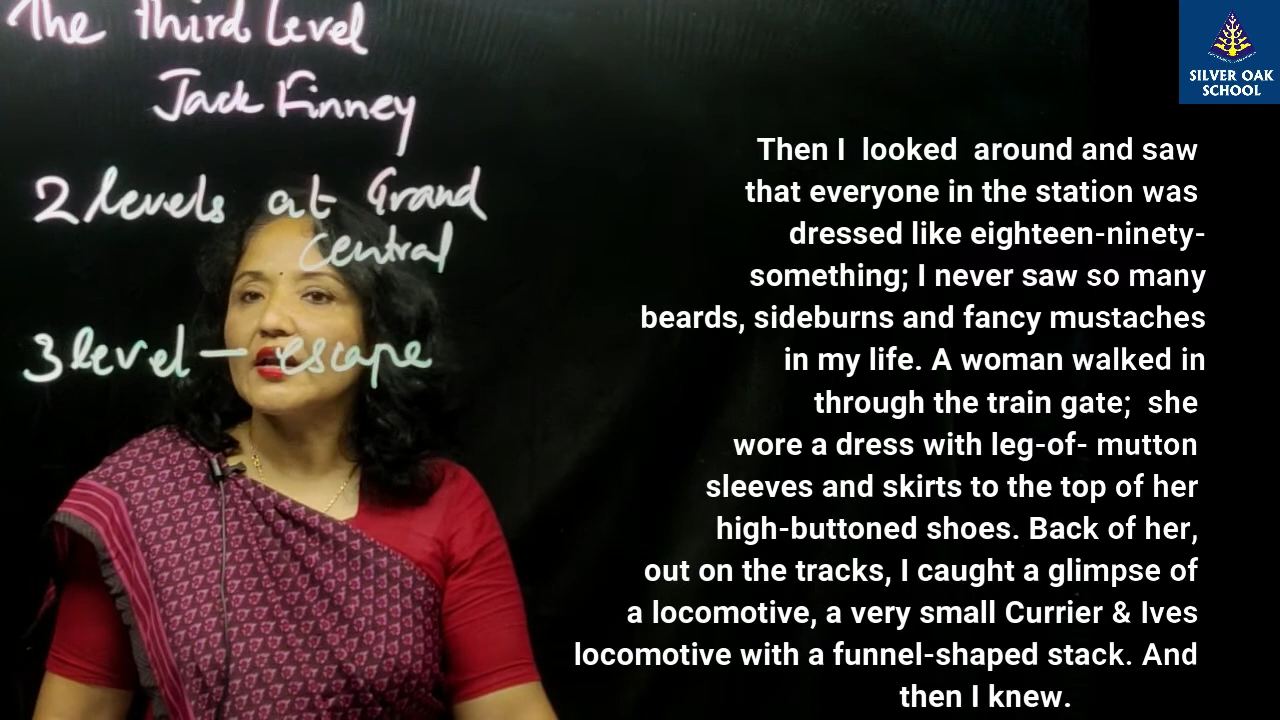 The Third Level
Jack Finney
2 levels at Grand
Central
3 level — escape
SILVER OAK
SCHOOL
Then I looked around and saw
that everyone in the station was
dressed like eighteen-ninety-
something; I never saw so many
beards, sideburns and fancy mustaches
in my life. A woman walked in
through the train gate; she
wore a dress with leg-of- mutton
sleeves and skirts to the top of her
high-buttoned shoes. Back of her,
out on the tracks, I caught a glimpse of
a locomotive, a very small Currier & Ives
locomotive with a funnel-shaped stack. And
then I knew.